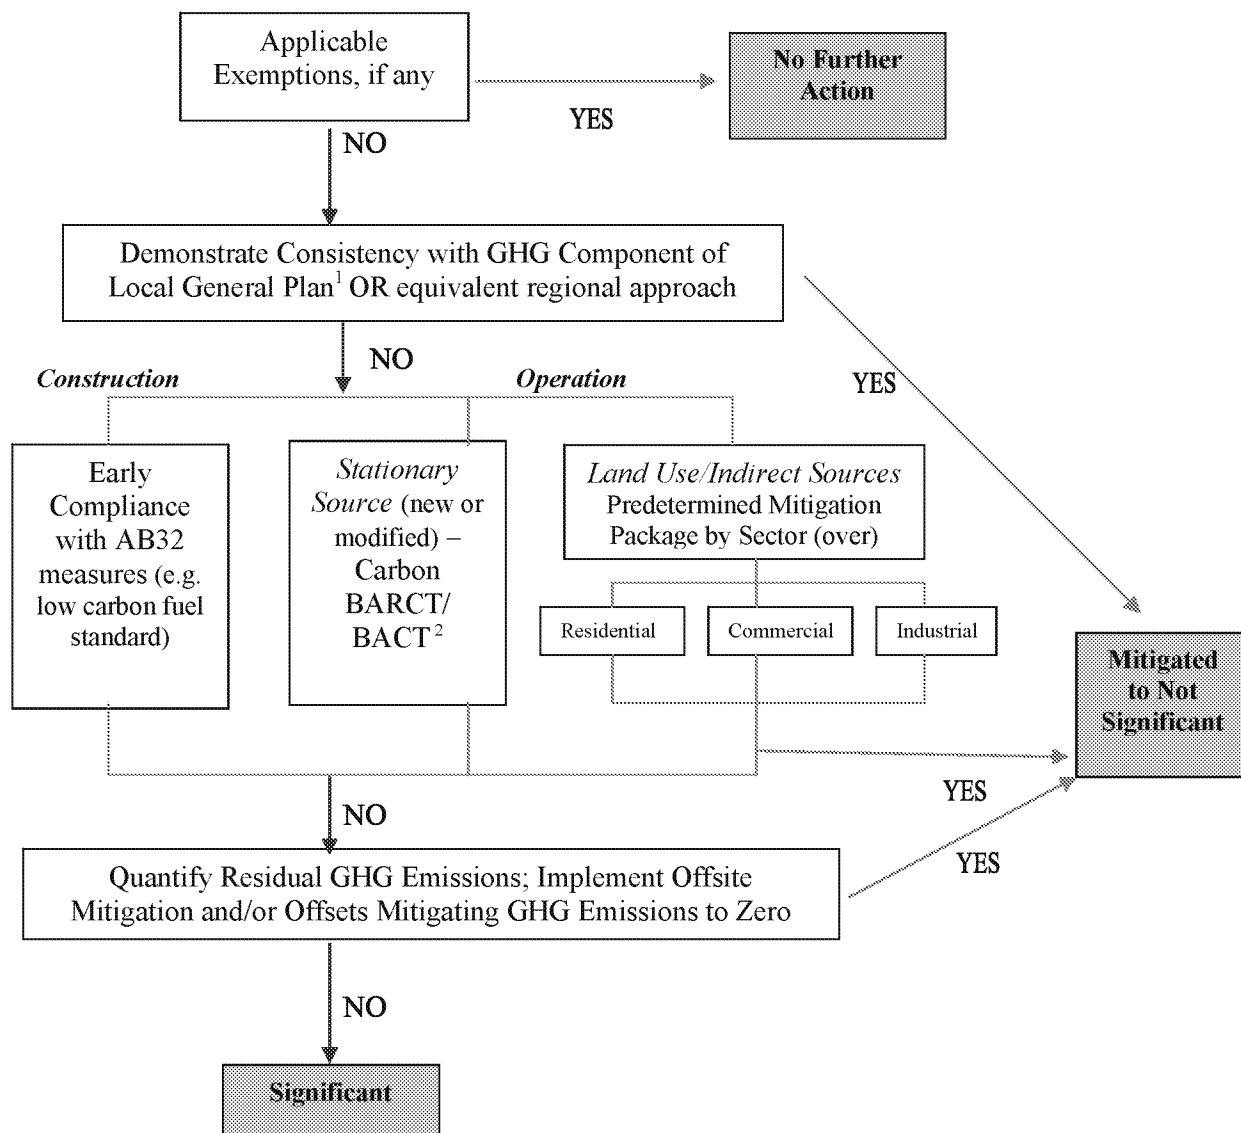 Applicable
Exemptions, if any
No Further
Action
YES
NO
Demonstrate Consistency with GHG Component of
Local General Plan¹ OR equivalent regional approach
NO
YES
Construction
Operation
Early
Compliance
with AB32
measures (e.g.
low carbon fuel
standard)
Stationary
Source (new or
modified) –
Carbon
BARCT/
BACT ²
Land Use/Indirect Sources
Predetermined Mitigation
Package by Sector (over)
Residential
Commercial
Industrial
Mitigated
to Not
Significant
YES
NO
YES
Quantify Residual GHG Emissions; Implement Offsite
Mitigation and/or Offsets Mitigating GHG Emissions to Zero
NO
Significant